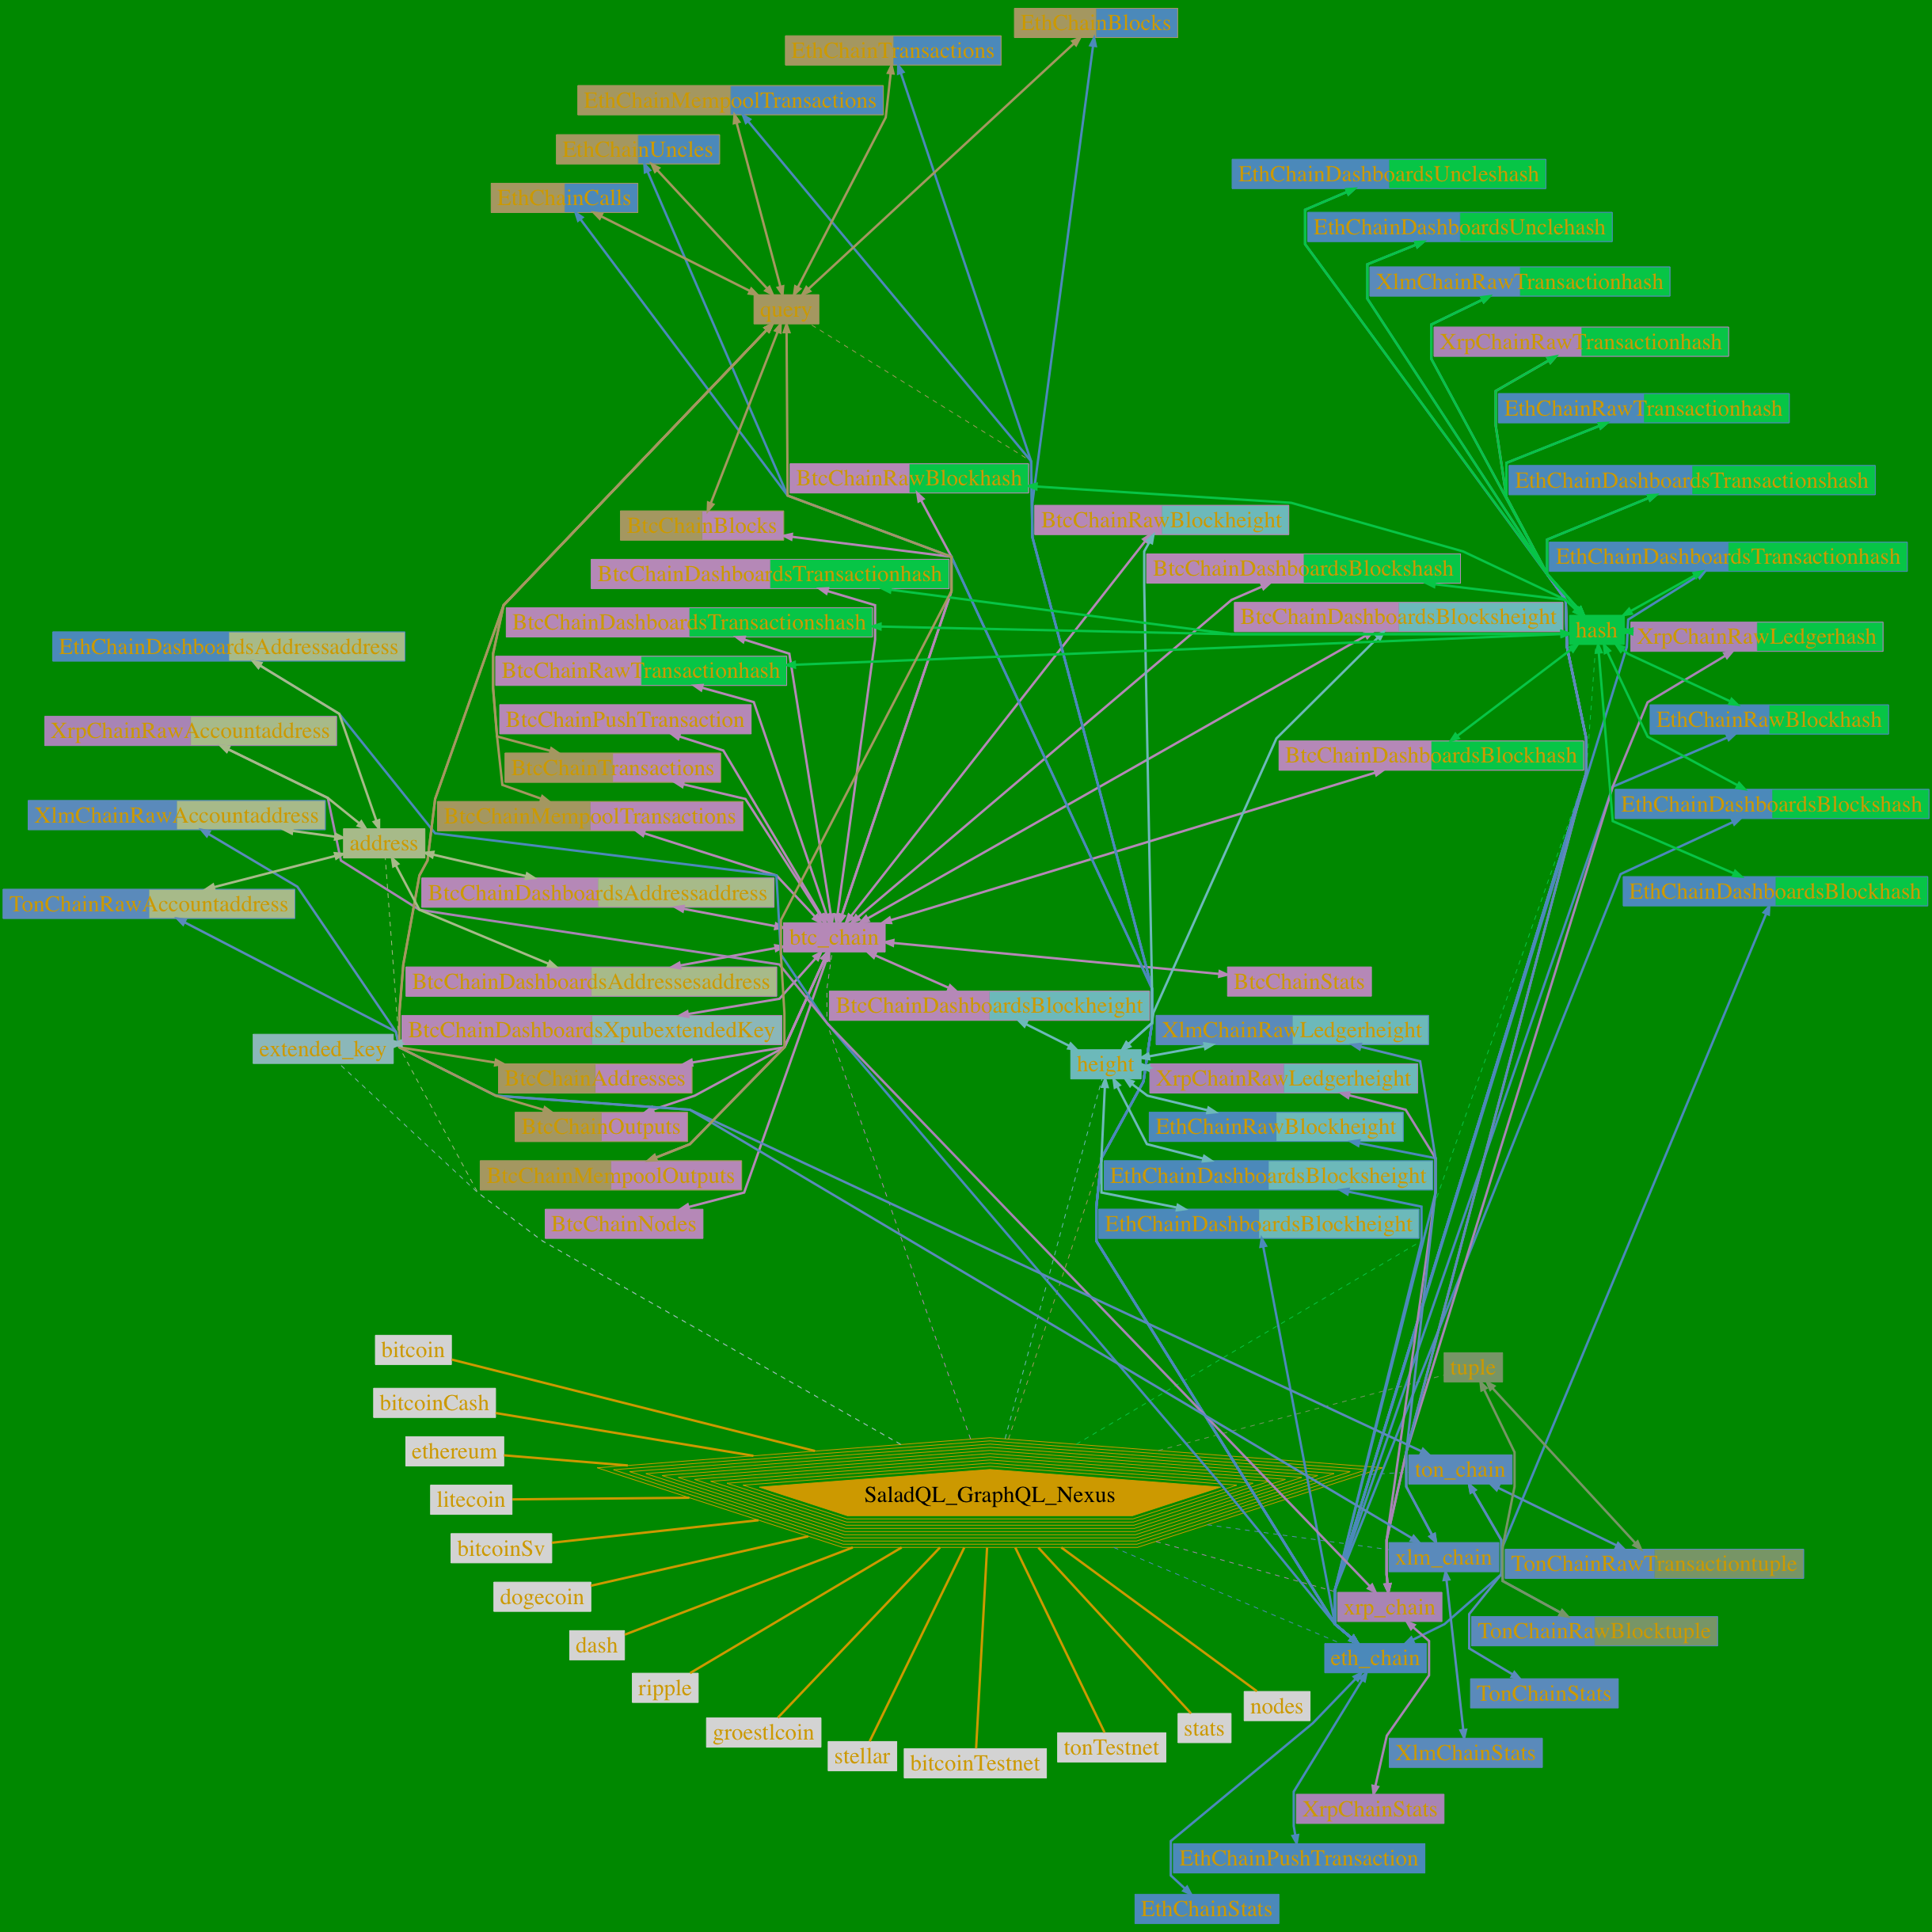 EthChainBlocks
EthChainTransactions
EthChainMempoolTransactions
EthChainUncles
EthChainDashboardsUncleshash
EthChainCalls
EthChainDashboardsUnclehash
XlmChainRawTransactionhash
query
XrpChainRawTransactionhash
EthChainRawTransactionhash
BtcChainRawBlockhash
EthChainDashboardsTransactionshash
BtcChainRawBlockheight
BtcChainBlocks
EthChainDashboardsTransactionhash
BtcChainDashboardsBlockshash
BtcChainDashboardsTransactionhash
BtcChainDashboardsBlocksheight
BtcChainDashboardsTransactionshash
hash
XrpChainRawLedgerhash
EthChainDashboardsAddressaddress
BtcChainRawTransactionhash
BtcChainPushTransaction
EthChainRawBlockhash
XrpChainRawAccountaddress
BtcChainDashboardsBlockhash
BtcChainTransactions
EthChainDashboardsBlockshash
XlmChainRawAccountaddress
BtcChainMempoolTransactions
address
BtcChainDashboardsAddressaddress
EthChainDashboardsBlockhash
TonChainRawAccountaddress
btc_chain
BtcChainDashboardsAddressesaddress
BtcChainStats
BtcChainDashboardsBlockheight
BtcChainDashboardsXpubextendedKey
XlmChainRawLedgerheight
extended_key
height
BtcChainAddresses
XrpChainRawLedgerheight
BtcChainOutputs
EthChainRawBlockheight
BtcChainMempoolOutputs
EthChainDashboardsBlocksheight
BtcChainNodes
EthChainDashboardsBlockheight
bitcoin
tuple
bitcoinCash
ethereum
ton_chain
SaladQL_GraphQL_Nexus
litecoin
bitcoinSv
xlm_chain
TonChainRawTransactiontuple
dogecoin
xrp_chain
TonChainRawBlocktuple
dash
eth_chain
ripple
TonChainStats
nodes
groestlcoin
stats
stellar
tonTestnet
XlmChainStats
bitcoinTestnet
XrpChainStats
EthChainPushTransaction
EthChainStats